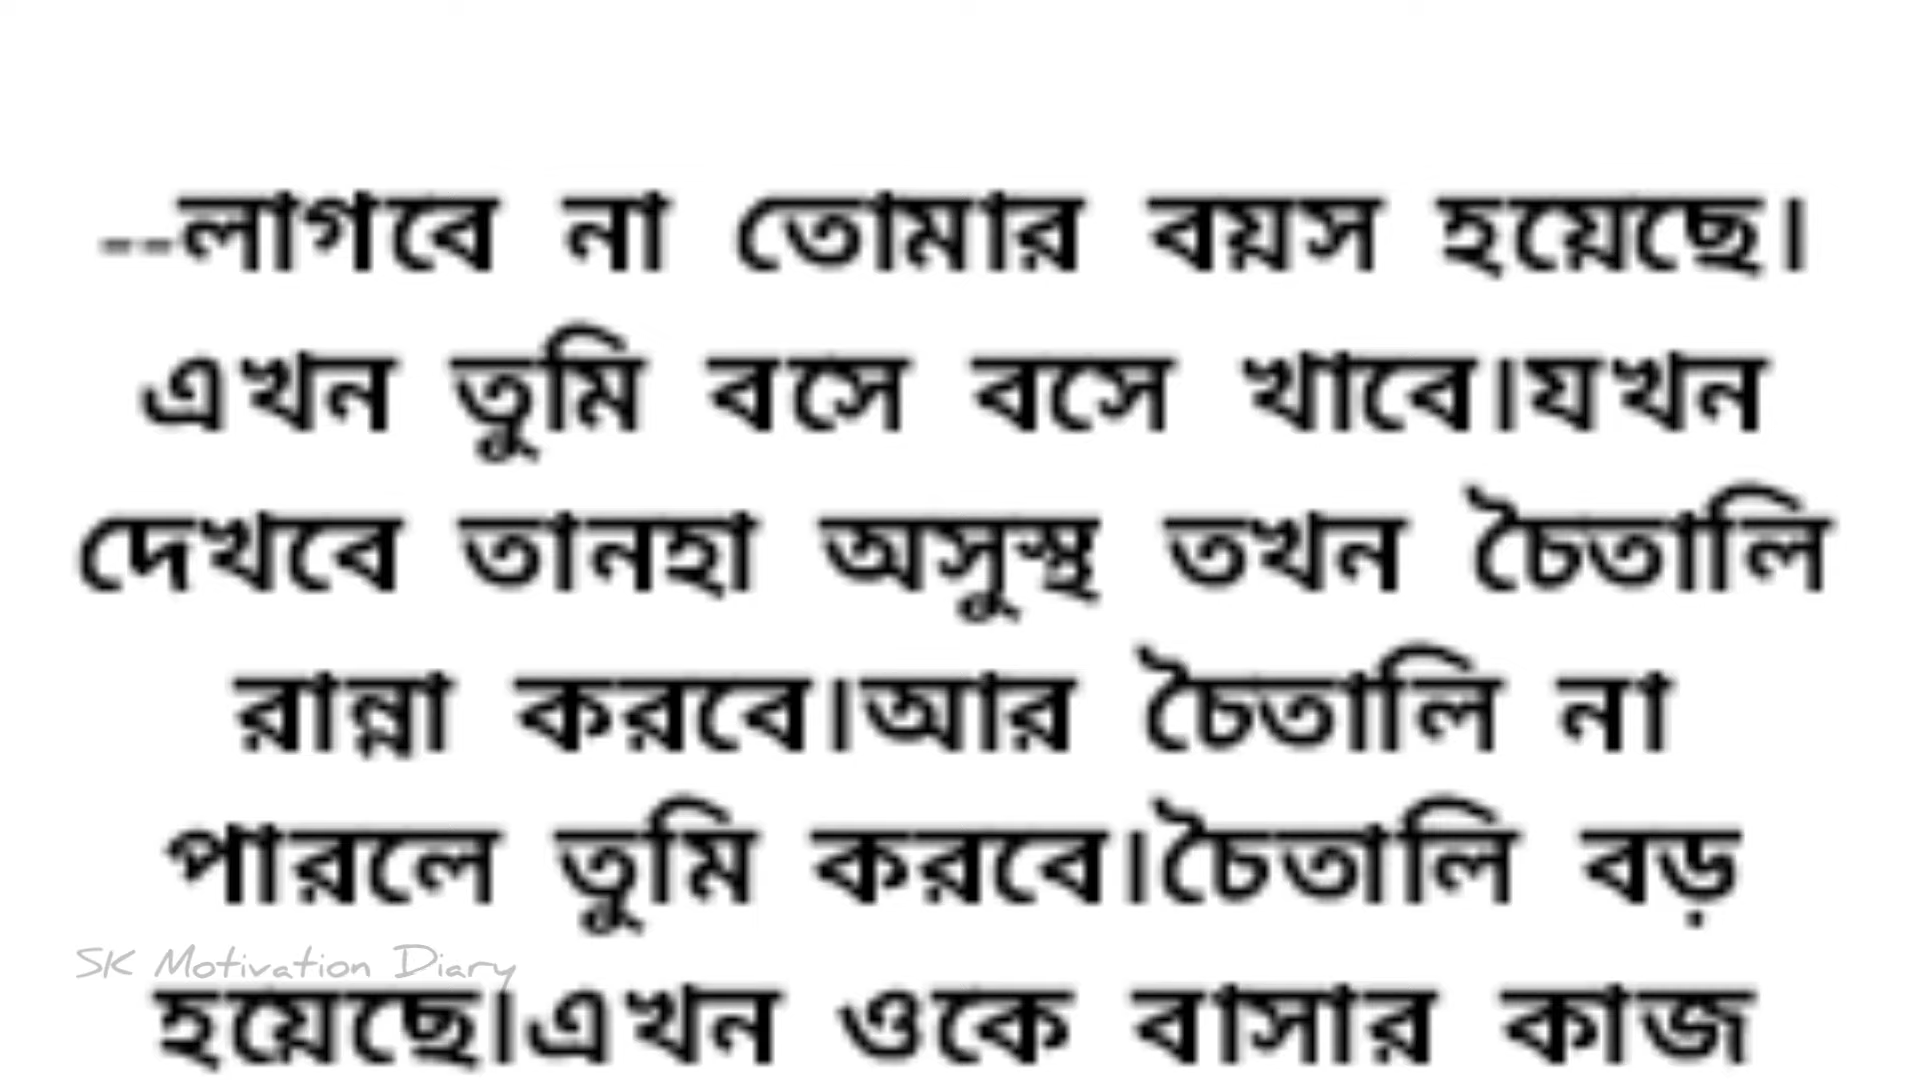 --লাগবে না তোমার বয়স হয়েছে।
এখন তুমি বসে বসে খাবে।যখন
দেখবে তানহা অসুস্থ তখন চৈতালি
রান্না করবে।আর চৈতালি না
পারলে তুমি করবে।চৈতালি বড়
SK Motivation Diary
হয়েছে।এখন ওকে বাসার কাজ